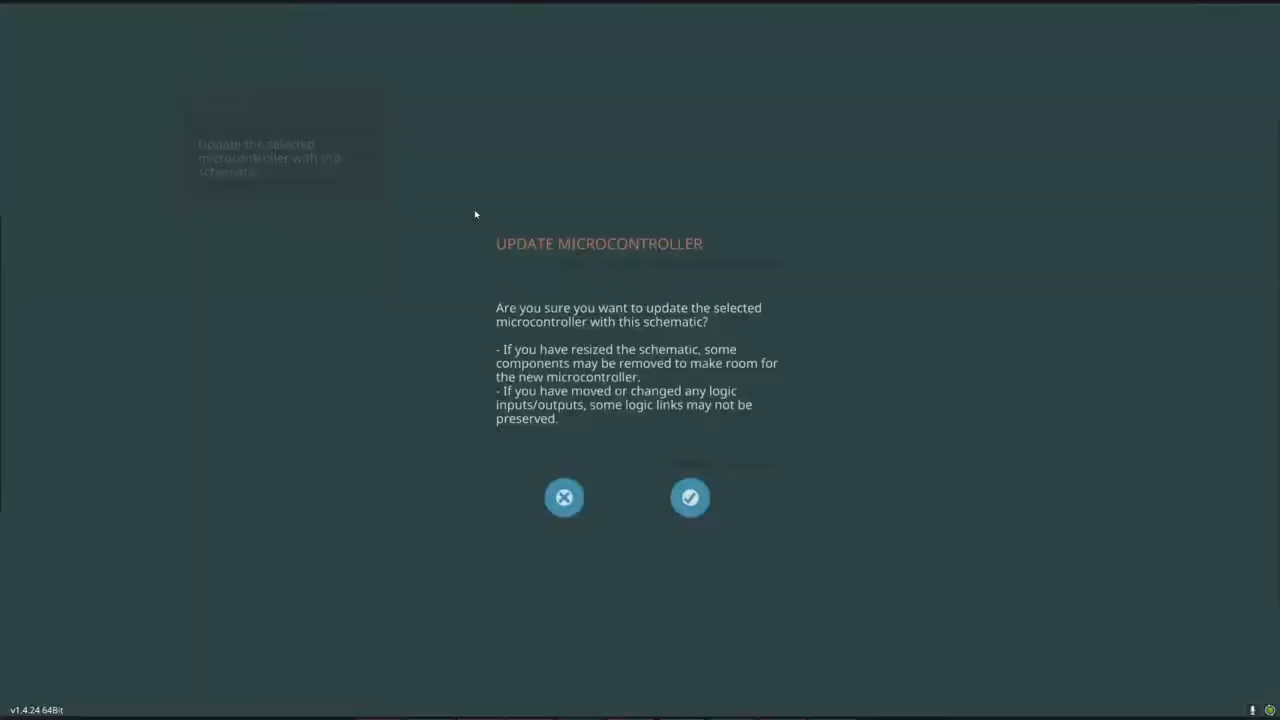 Update the selected
microcontroller with this
schematic
UPDATE MICROCONTROLLER
Are you sure you want to update the selected
microcontroller with this schematic?
- If you have resized the schematic, some
components may be removed to make room for
the new microcontroller.
- If you have moved or changed any logic
inputs/outputs, some logic links may not be
preserved.
v1.4.24 64Bit